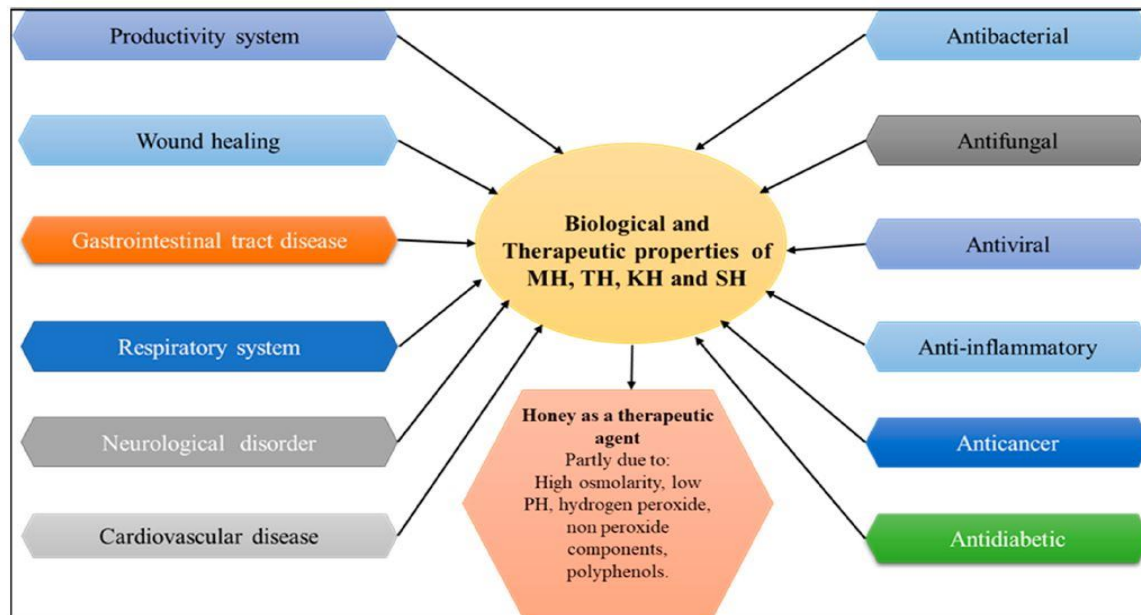 Productivity system
Wound healing
Gastrointestinal tract disease
Respiratory system
Neurological disorder
Cardiovascular disease
Biological and
Therapeutic properties of
MH, TH, KH and SH
Honey as a therapeutic
agent
Partly due to:
High osmolarity, low
PH, hydrogen peroxide,
non peroxide
components,
polyphenols.
Antibacterial
Antifungal
Antiviral
Anti-inflammatory
Anticancer
Antidiabetic